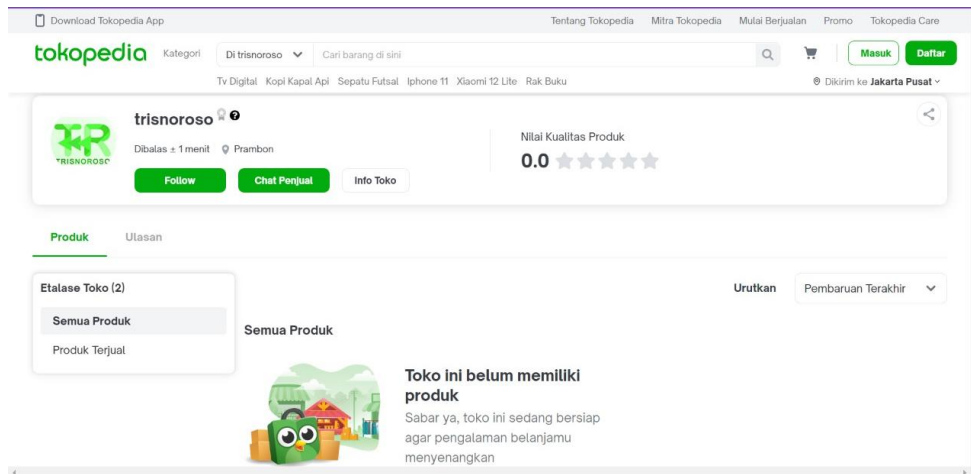 Download Tokopedia App
Tentang Tokopedia Mitra Tokopedia Mulai Berjualan Promo Tokopedia Care
tokopedia Kategori Di trisnoroso Cari barang di sini Masuk Daftar
Tv Digital Kopi Kapal Api Sepatu Futsal Iphone 11 Xiaomi 12 Lite Rak Buku
Dikirim ke Jakarta Pusat
TR
TRISNOROSO
trisnoroso
Dibalas ± 1 menit Prambon
Follow Chat Penjual Info Toko
Nilai Kualitas Produk
0.0
Produk Ulasan
Etalase Toko (2)
Semua Produk
Produk Terjual
Urutkan Pembaruan Terakhir
Semua Produk
Toko ini belum memiliki
produk
Sabar ya, toko ini sedang bersiap
agar pengalaman belanjamu
menyenangkan